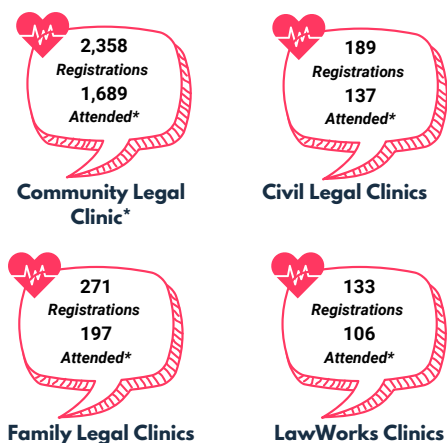 2,358
Registrations
1,689
Attended*
Community Legal
Clinic*
189
Registrations
137
Attended*
Civil Legal Clinics
271
Registrations
197
Attended*
Family Legal Clinics
133
Registrations
106
Attended*
LawWorks Clinics